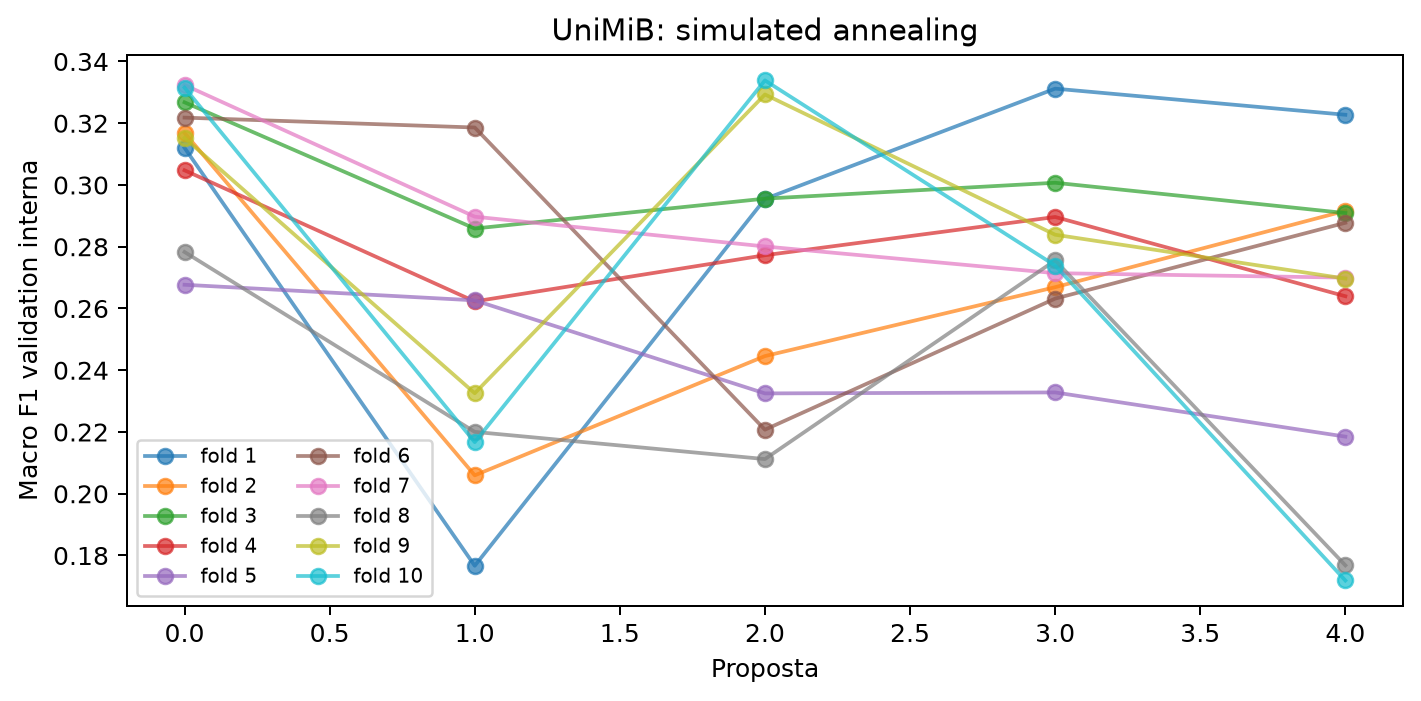 UniMiB: simulated annealing
Macro F1 validation interna
0.34
0.32
0.30
0.28
0.26
0.24
0.22
0.20
0.18
fold 1
fold 2
fold 3
fold 4
fold 5
fold 6
fold 7
fold 8
fold 9
fold 10
0.0 0.5 1.0 1.5 2.0 2.5 3.0 3.5 4.0
Proposta